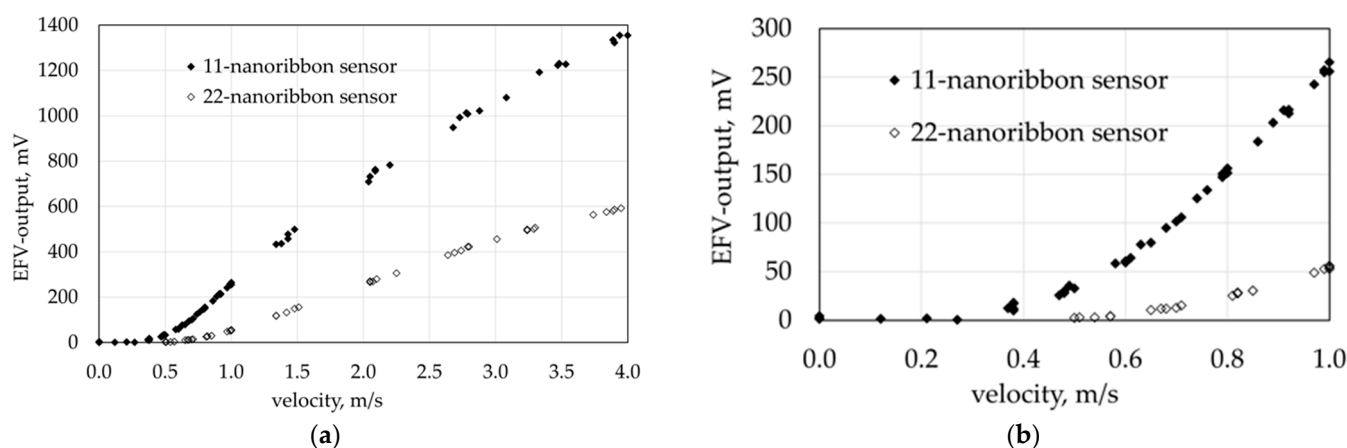 1400
1200
1000
800
600
400
200
0
EFV-output, mV
11-nanoribbon sensor
22-nanoribbon sensor
0.0 0.5 1.0 1.5 2.0 2.5 3.0 3.5 4.0
velocity, m/s
(a)
300
250
200
150
100
50
0
EFV-output, mV
11-nanoribbon sensor
22-nanoribbon sensor
0.0 0.2 0.4 0.6 0.8 1.0
velocity, m/s
(b)